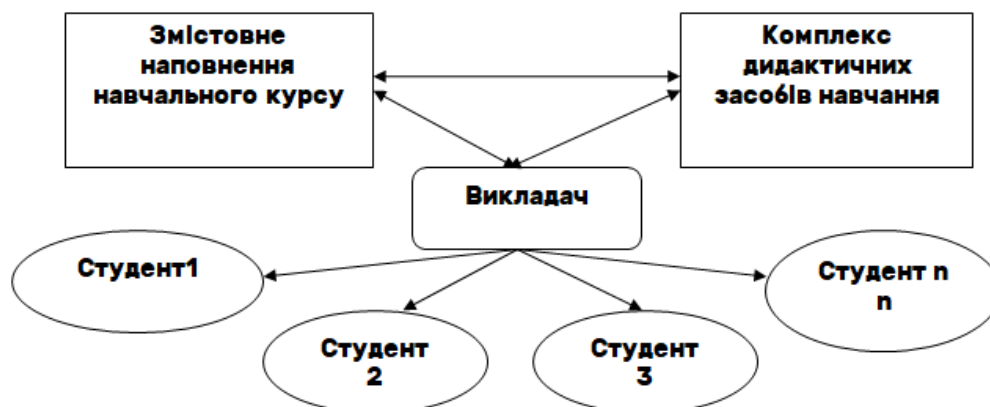 Змістовне
наповнення
навчального курсу
Комплекс
дидактичних
засобів навчання
Викладач
Студент1
Студент
2
Студент
3
Студент n
n